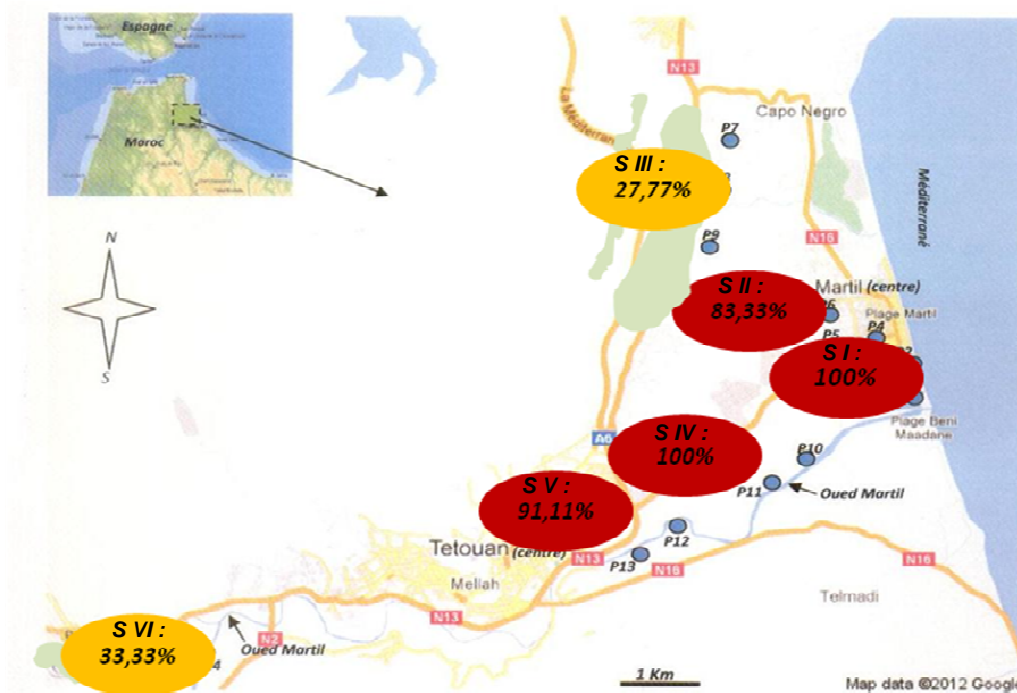 Espagne
Maroc
N
S
La Méditerran
N13
Capo Negro
P7
S III :
27,77%
P9
N16
Méditerrané
S II :
83,33%
Martil (centre)
P6
Plage Martil
P5
P4
S I :
100%
Plage Beni
Maadane
A6
S IV :
100%
P10
P11
Oued Martil
S V :
91,11%
Tetouan (centre)
Mellah
N13
P12
P13
N16
N16
Telmadi
N13
S VI :
33,33%
Oued Martil
N2
4
1 Km
Map data ©2012 Google